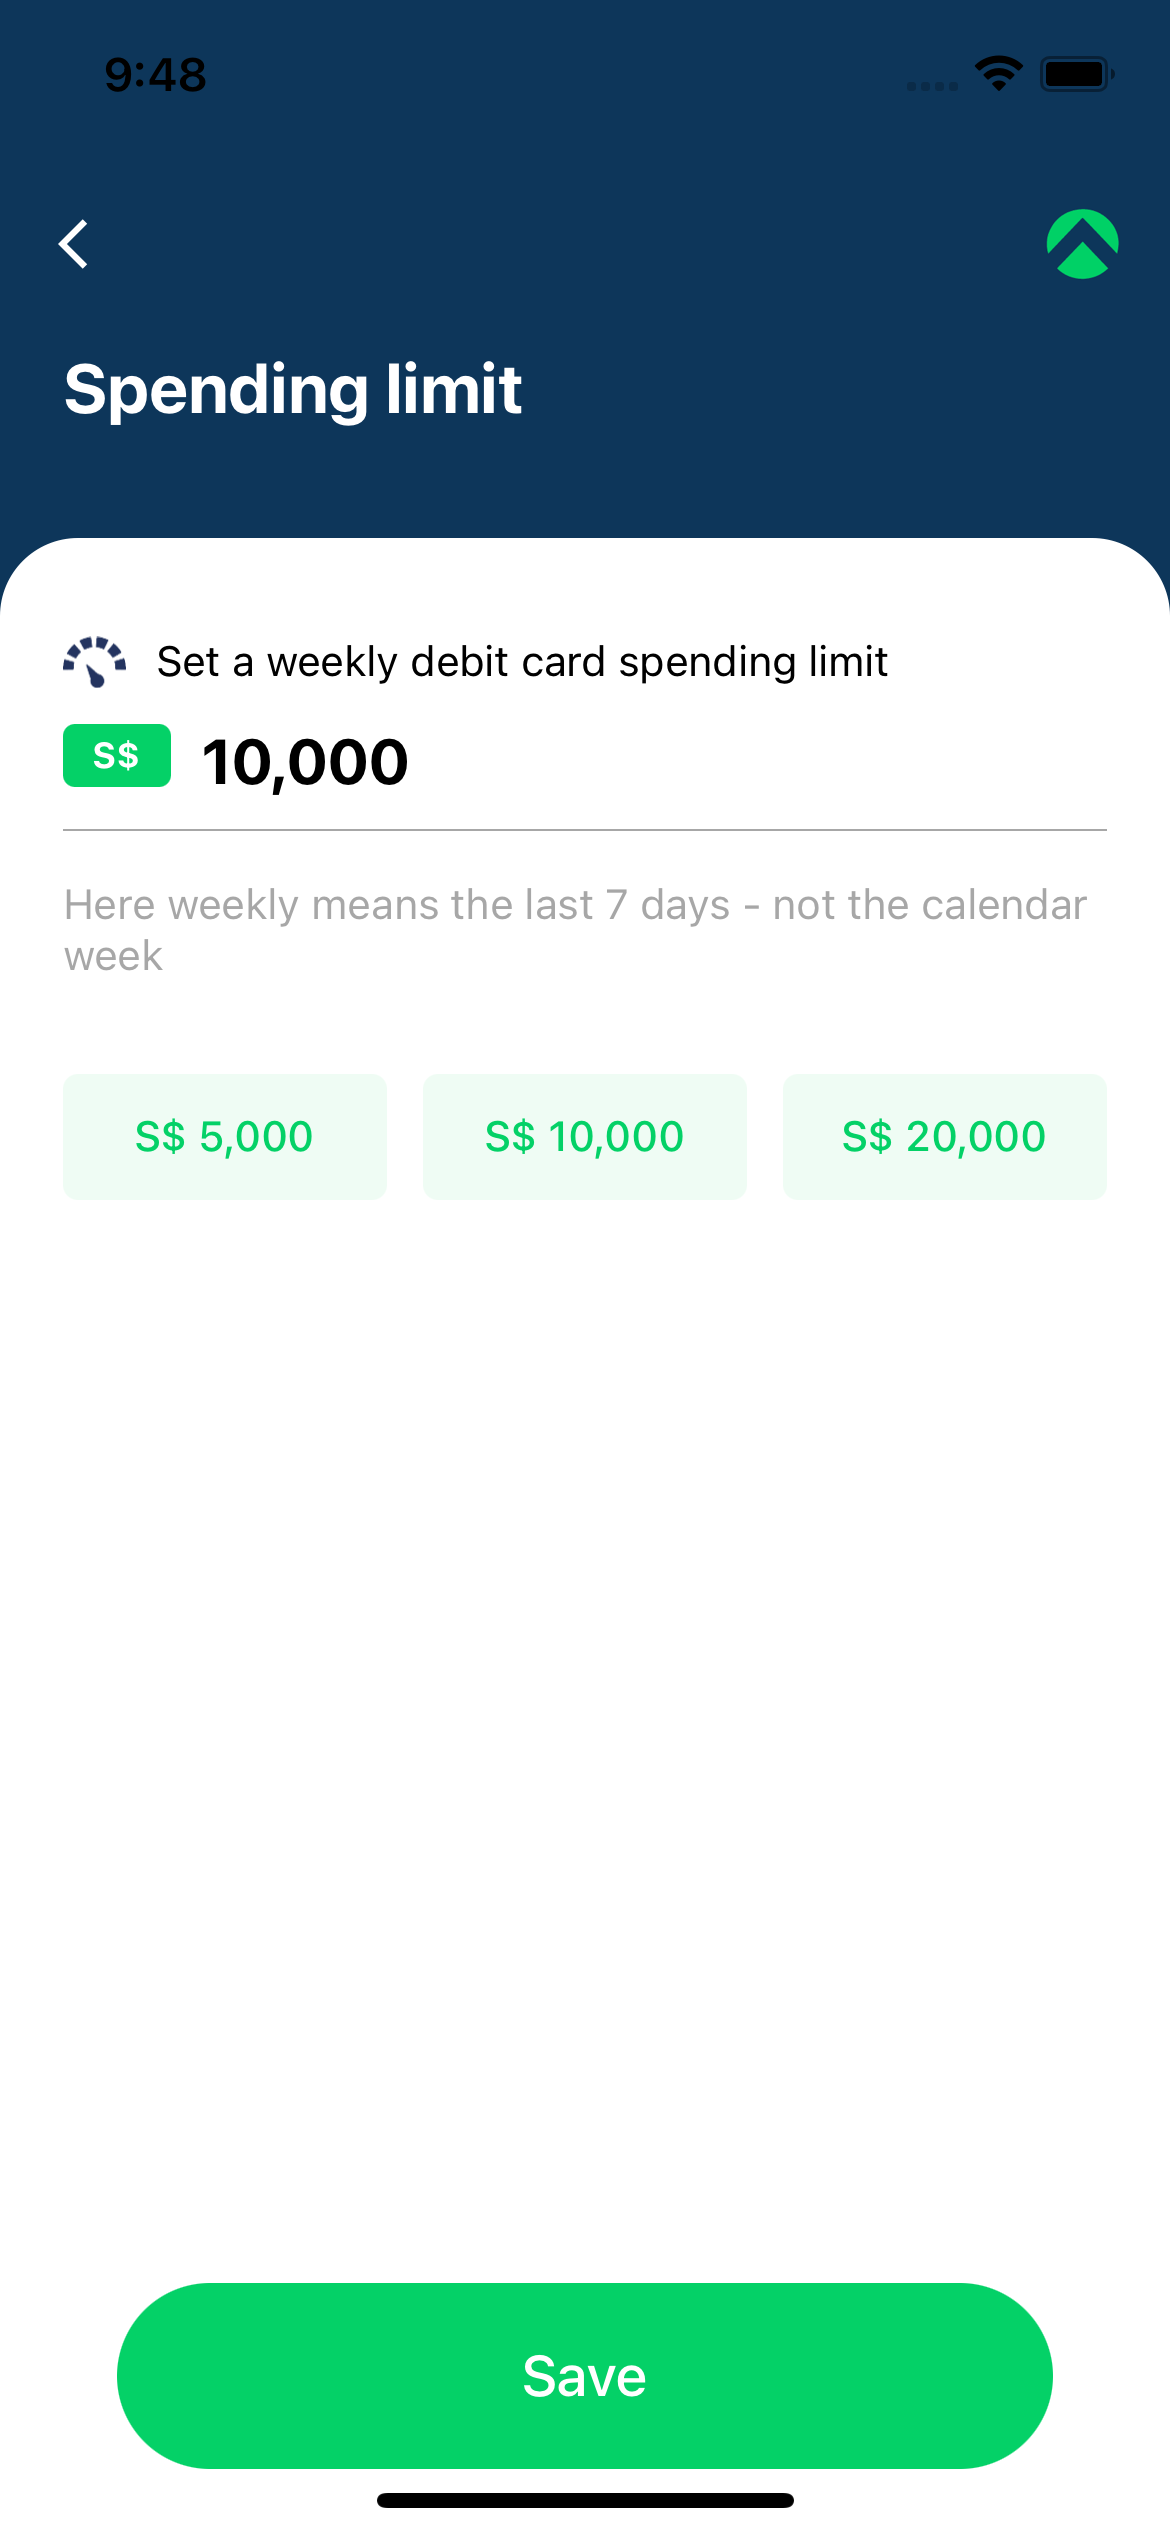 9:48
Spending limit
Set a weekly debit card spending limit
S$ 10,000
Here weekly means the last 7 days - not the calendar
week
S$ 5,000 S$ 10,000 S$ 20,000
Save